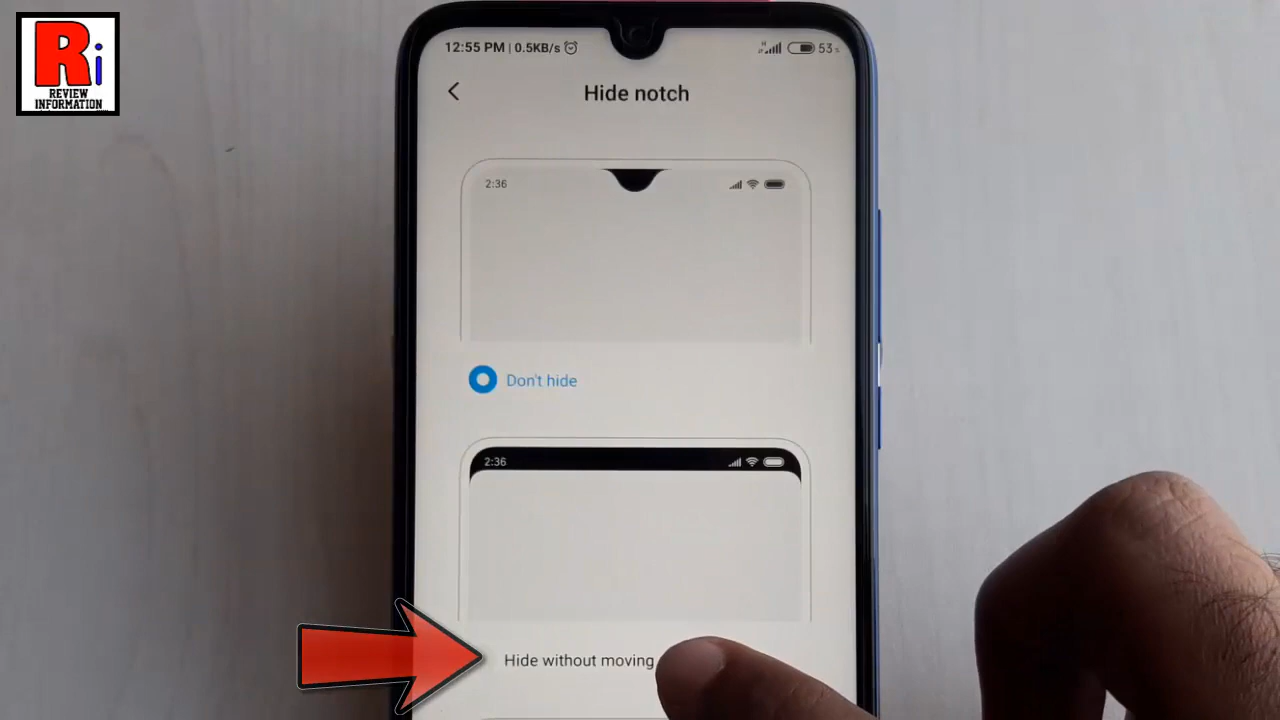 Ri
REVIEW
INFORMATION
12:55 PM | 0.5KB/s
H
53%
Hide notch
2:36
Don't hide
2:36
Hide without moving